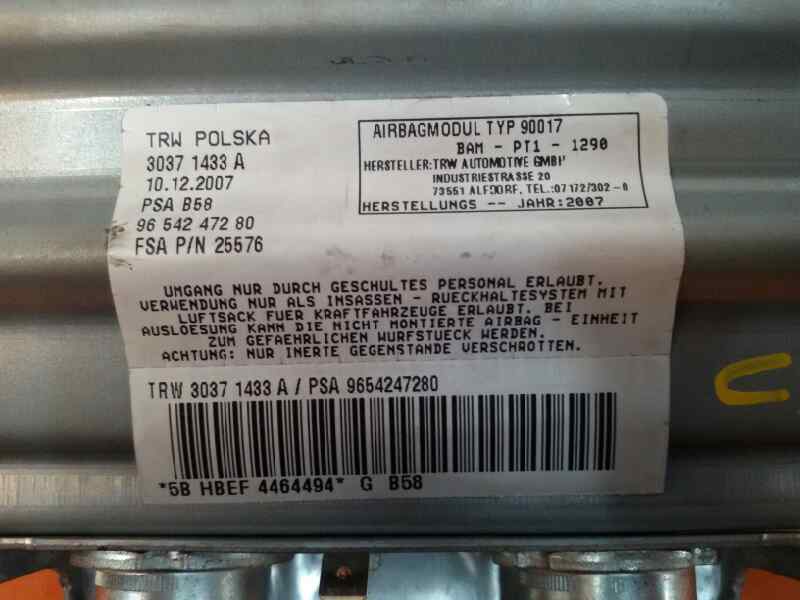 TRW POLSKA
3037 1433 A
10.12.2007
PSA B58
96 542 472 80
FSA P/N 25576
AIRBAGMODUL TYP 90017
BAM - PT1 - 1290
HERSTELLER:TRW AUTOMOTIVE GMBH
INDUSTRIESTRASSE 20
73551 ALFDORF, TEL.:07172/302-0
HERSTELLUNGS -- JAHR:2007
UMGANG NUR DURCH GESCHULTES PERSONAL ERLAUBT.
VERWENDUNG NUR ALS INSASSEN - RUECKHALTESYSTEM MIT
LUFTSACK FUER KRAFTFAHRZEUGE ERLAUBT. BEI
AUSLOESUNG KANN DIE NICHT MONTIERTE AIRBAG - EINHEIT
ZUM GEFAEHRLICHEN WURFSTUECK WERDEN.
ACHTUNG: NUR INERTE GEGENSTANDE VERSCHROTTEN.
TRW 3037 1433 A / PSA 9654247280
*5B HBEF 4464494* G B58